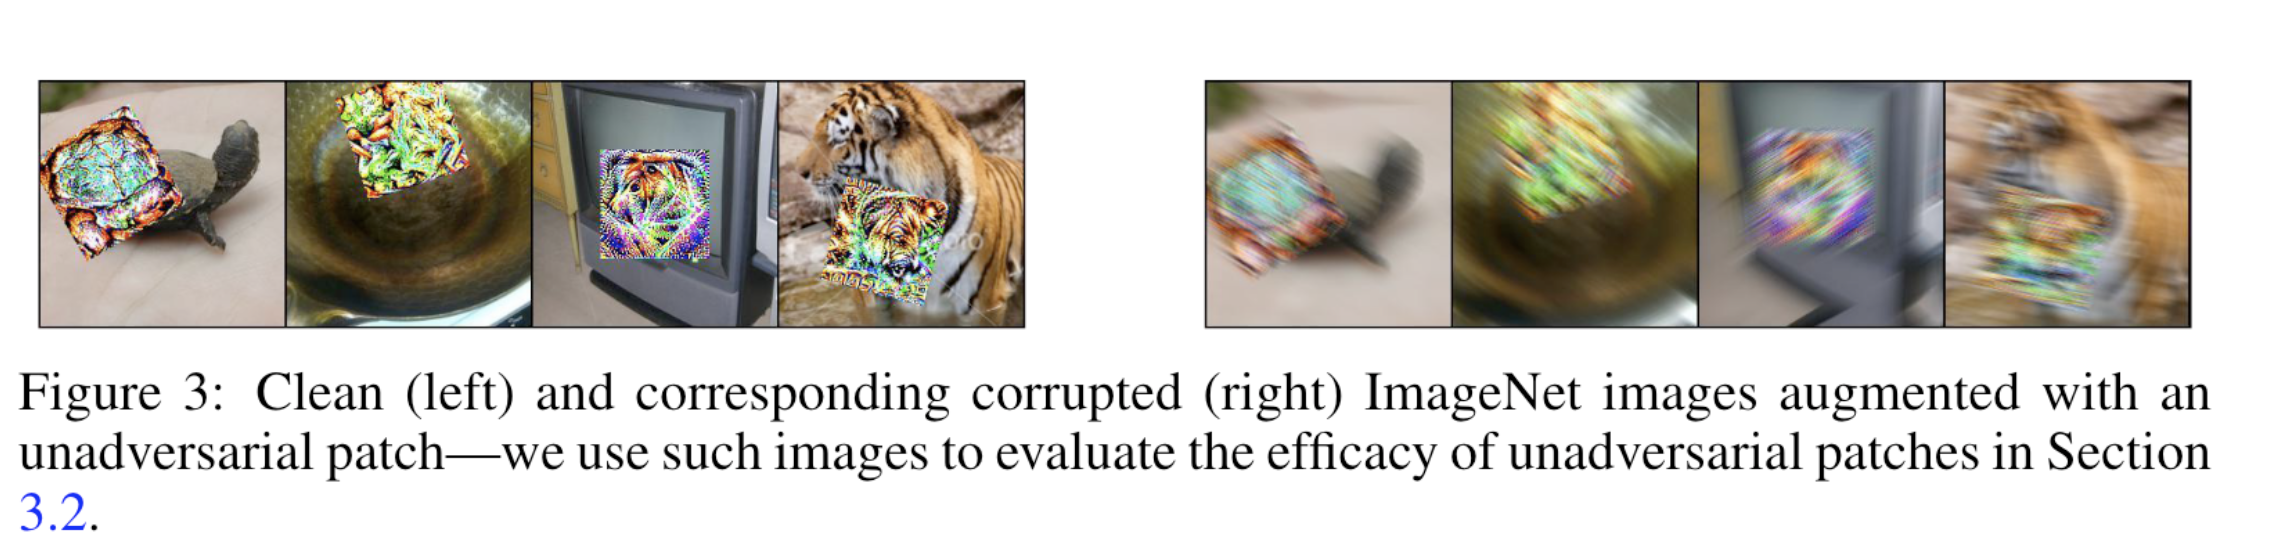 Figure 3: Clean (left) and corresponding corrupted (right) ImageNet images augmented with an
unadversarial patch—we use such images to evaluate the efficacy of unadversarial patches in Section
3.2.